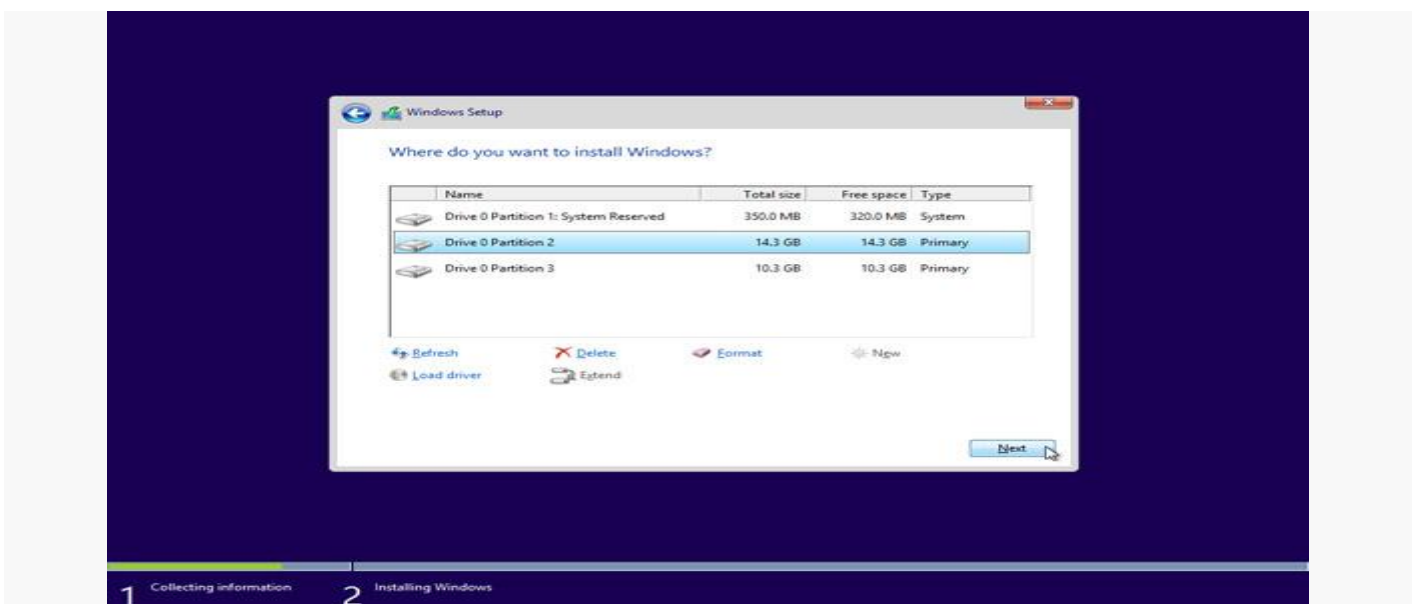 Windows Setup
Where do you want to install Windows?
Name Total size Free space Type
Drive 0 Partition 1: System Reserved 350.0 MB 320.0 MB System
Drive 0 Partition 2 14.3 GB 14.3 GB Primary
Drive 0 Partition 3 10.3 GB 10.3 GB Primary
Refresh Delete Format New
Load driver Extend
Next
1 Collecting information 2 Installing Windows